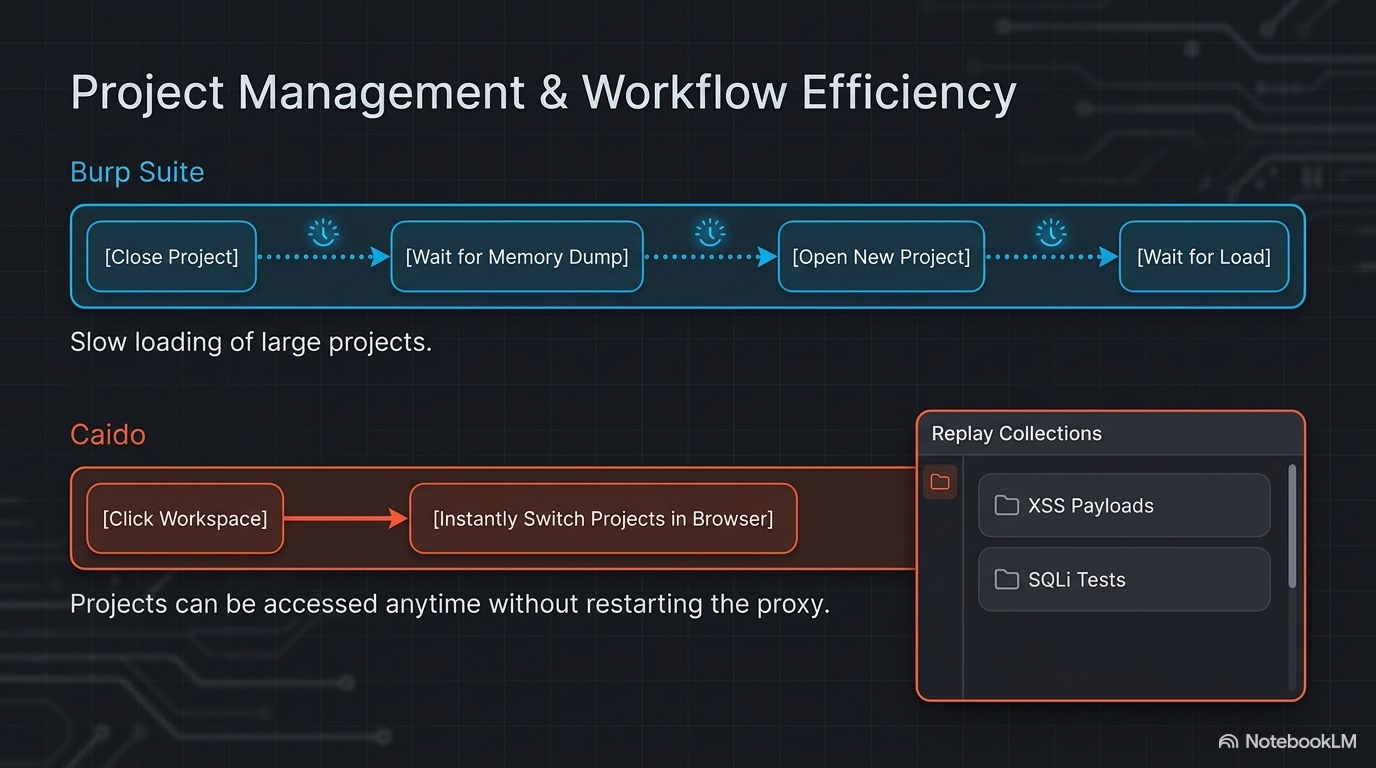 Project Management & Workflow Efficiency
Burp Suite
[Close Project]
[Wait for Memory Dump]
[Open New Project]
[Wait for Load]
Slow loading of large projects.
Caido
[Click Workspace]
[Instantly Switch Projects in Browser]
Projects can be accessed anytime without restarting the proxy.
Replay Collections
XSS Payloads
SQLi Tests
NotebookLM